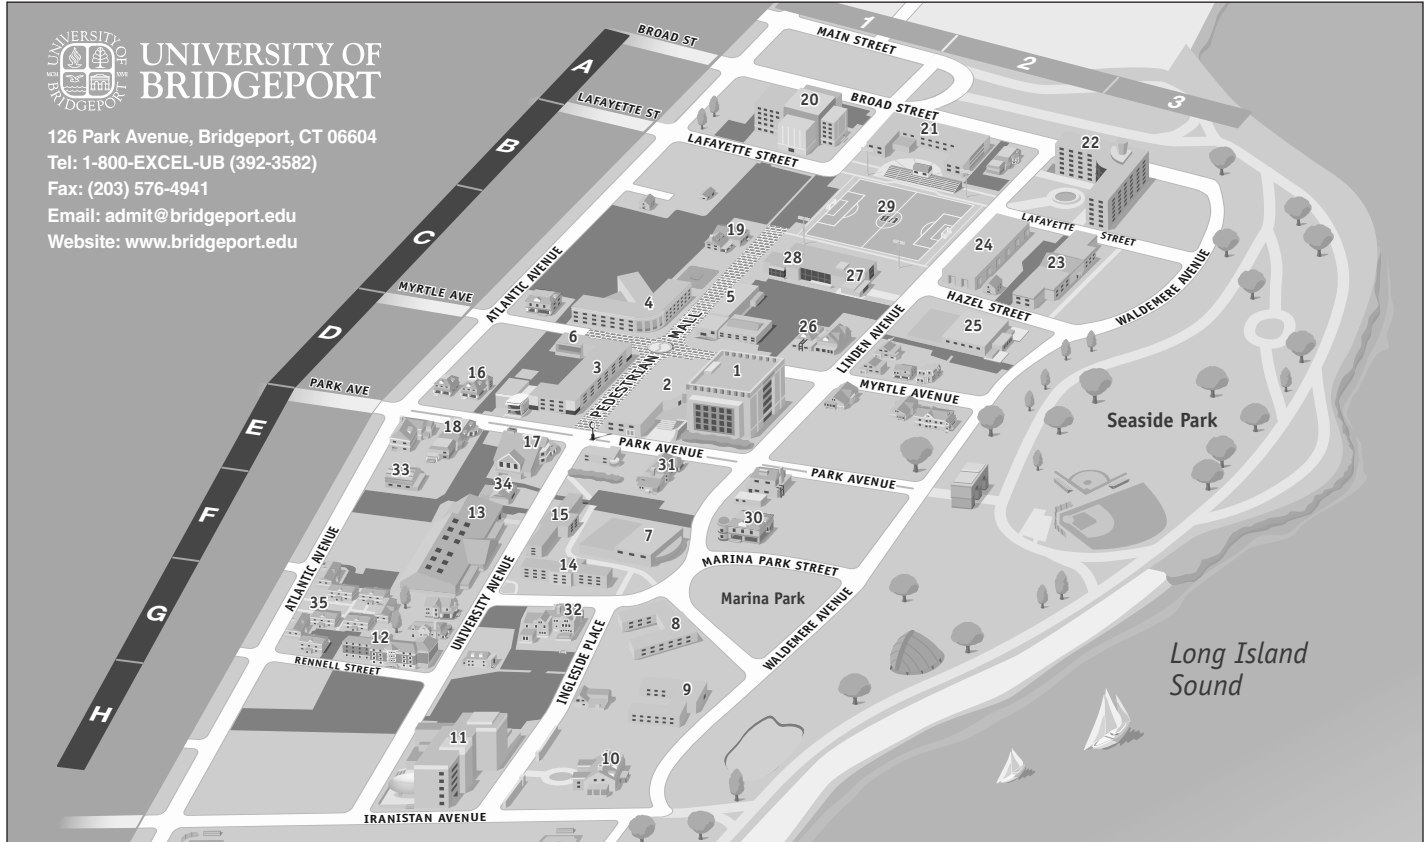 UNIVERSITY OF
BRIDGEPORT
UNIVERSITY OF
BRIDGEPORT
126 Park Avenue, Bridgeport, CT 06604
Tel: 1-800-EXCEL-UB (392-3582)
Fax: (203) 576-4941
Email: admit@bridgeport.edu
Website: www.bridgeport.edu
A
B
C
D
E
F
G
H
1
2
3
BROAD ST
LAFAYETTE ST
MYRTLE AVE
PARK AVE
MAIN STREET
BROAD STREET
LAFAYETTE STREET
LAFAYETTE STREET
HAZEL STREET
WALDEMERE AVENUE
ATLANTIC AVENUE
LINDEN AVENUE
MYRTLE AVENUE
PEDESTRIAN MALL
PARK AVENUE
PARK AVENUE
ATLANTIC AVENUE
UNIVERSITY AVENUE
MARINA PARK STREET
WALDEMERE AVENUE
INGLESIDE PLACE
RENNELL STREET
IRANISTAN AVENUE
Seaside Park
Marina Park
Long Island
Sound
UB
20
21
22
29
19
28
27
24
23
4
5
6
26
25
16
3
2
1
18
17
33
34
31
13
15
7
30
14
35
12
32
8
9
11
10